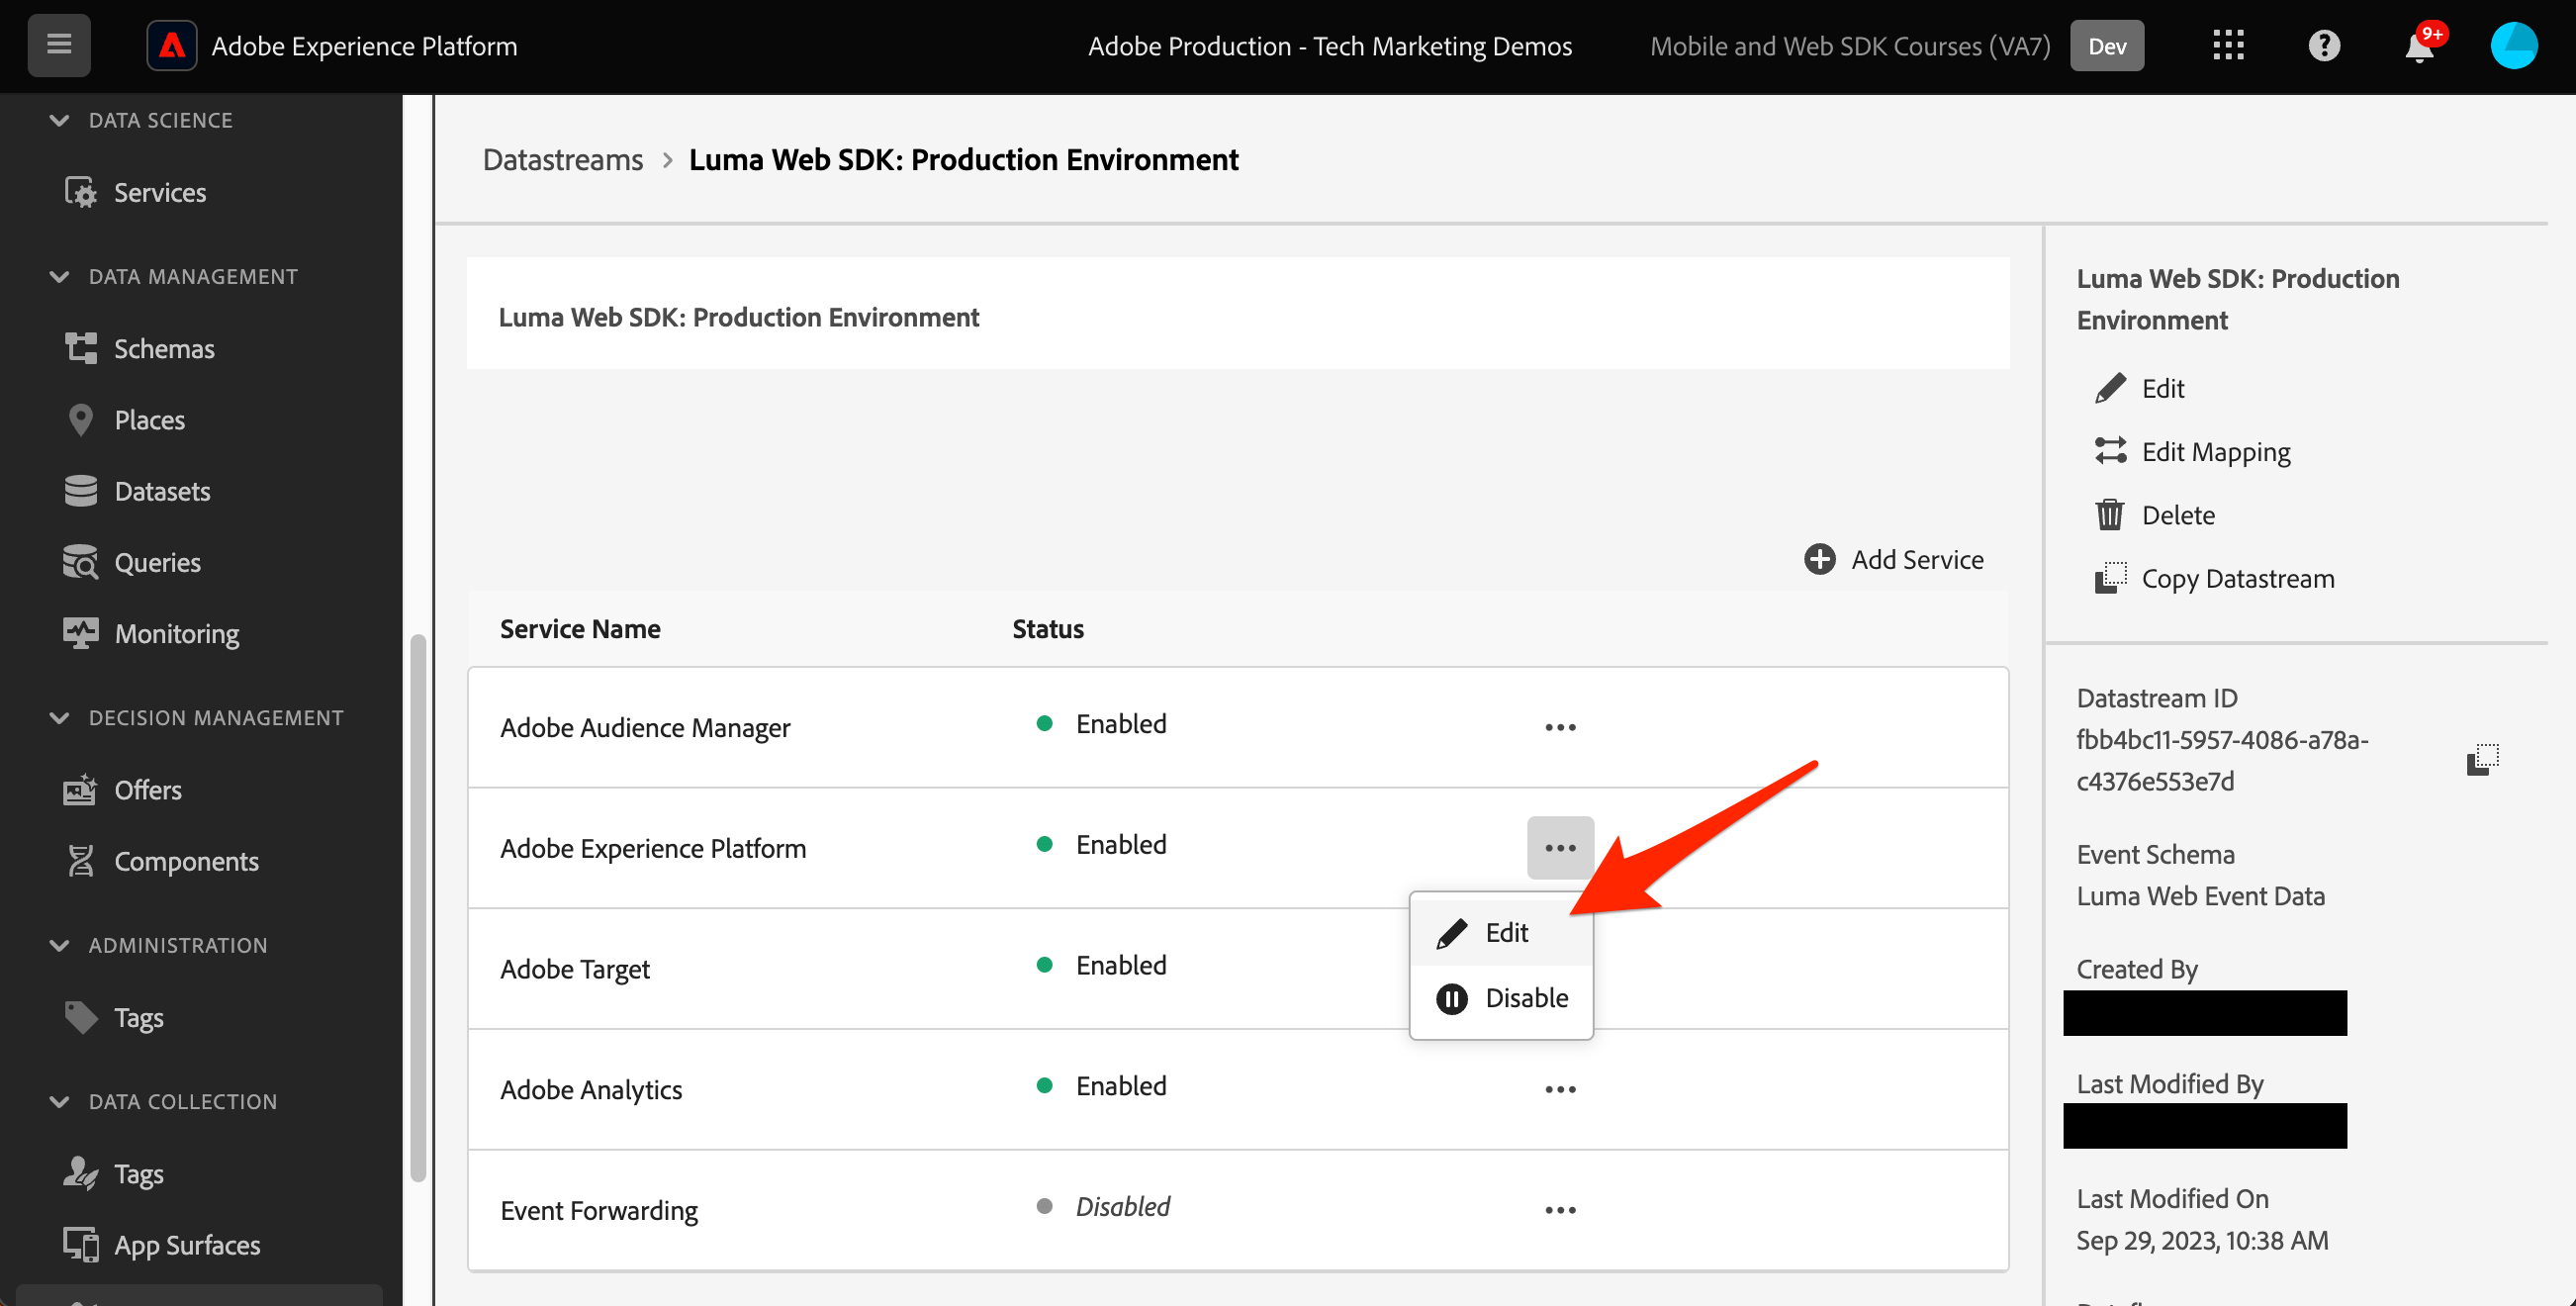 Adobe Experience Platform
Adobe Production - Tech Marketing Demos
Mobile and Web SDK Courses (VA7)
Dev
9+
DATA SCIENCE
Services
DATA MANAGEMENT
Schemas
Places
Datasets
Queries
Monitoring
DECISION MANAGEMENT
Offers
Components
ADMINISTRATION
Tags
DATA COLLECTION
Tags
App Surfaces
Datastreams > Luma Web SDK: Production Environment
Luma Web SDK: Production Environment
Add Service
Service Name Status
Adobe Audience Manager Enabled
Adobe Experience Platform Enabled
Edit
Disable
Adobe Target Enabled
Adobe Analytics Enabled
Event Forwarding Disabled
Luma Web SDK: Production
Environment
Edit
Edit Mapping
Delete
Copy Datastream
Datastream ID
fbb4bc11-5957-4086-a78a-
c4376e553e7d
Event Schema
Luma Web Event Data
Created By
Last Modified By
Last Modified On
Sep 29, 2023, 10:38 AM